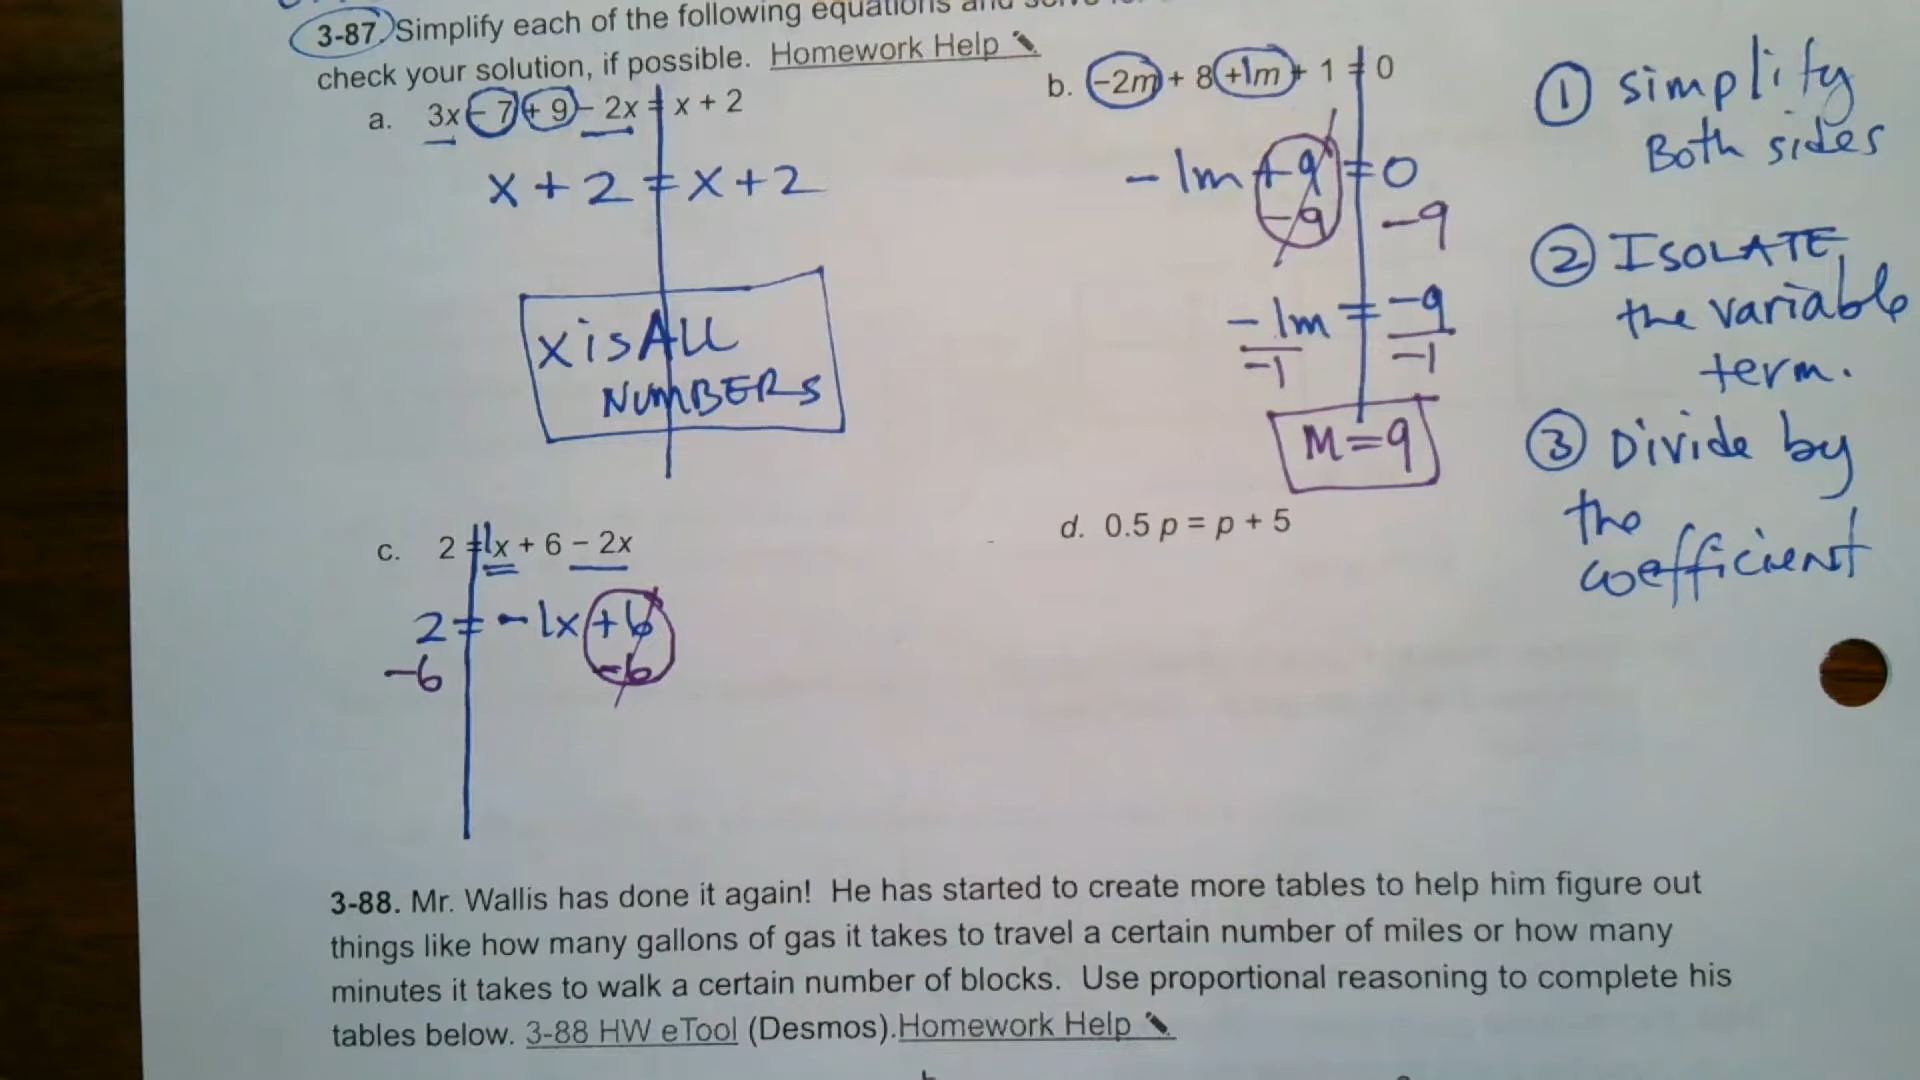 3-87. Simplify each of the following equations and
check your solution, if possible. Homework Help
a. 3x - 7 + 9 - 2x = x + 2
x + 2 = x + 2
x is ALL
NUMBERS
b. -2m + 8 + 1m + 1 = 0
-1m + 9 = 0
-9 -9
-1m = -9
-1 -1
M = 9
c. 2 = 1x + 6 - 2x
2 = -1x + 6
-6 -6
d. 0.5 p = p + 5
1 simplify
Both sides
2 ISOLATE
the variable
term.
3 Divide by
the
coefficient
3-88. Mr. Wallis has done it again! He has started to create more tables to help him figure out
things like how many gallons of gas it takes to travel a certain number of miles or how many
minutes it takes to walk a certain number of blocks. Use proportional reasoning to complete his
tables below. 3-88 HW eTool (Desmos).Homework Help